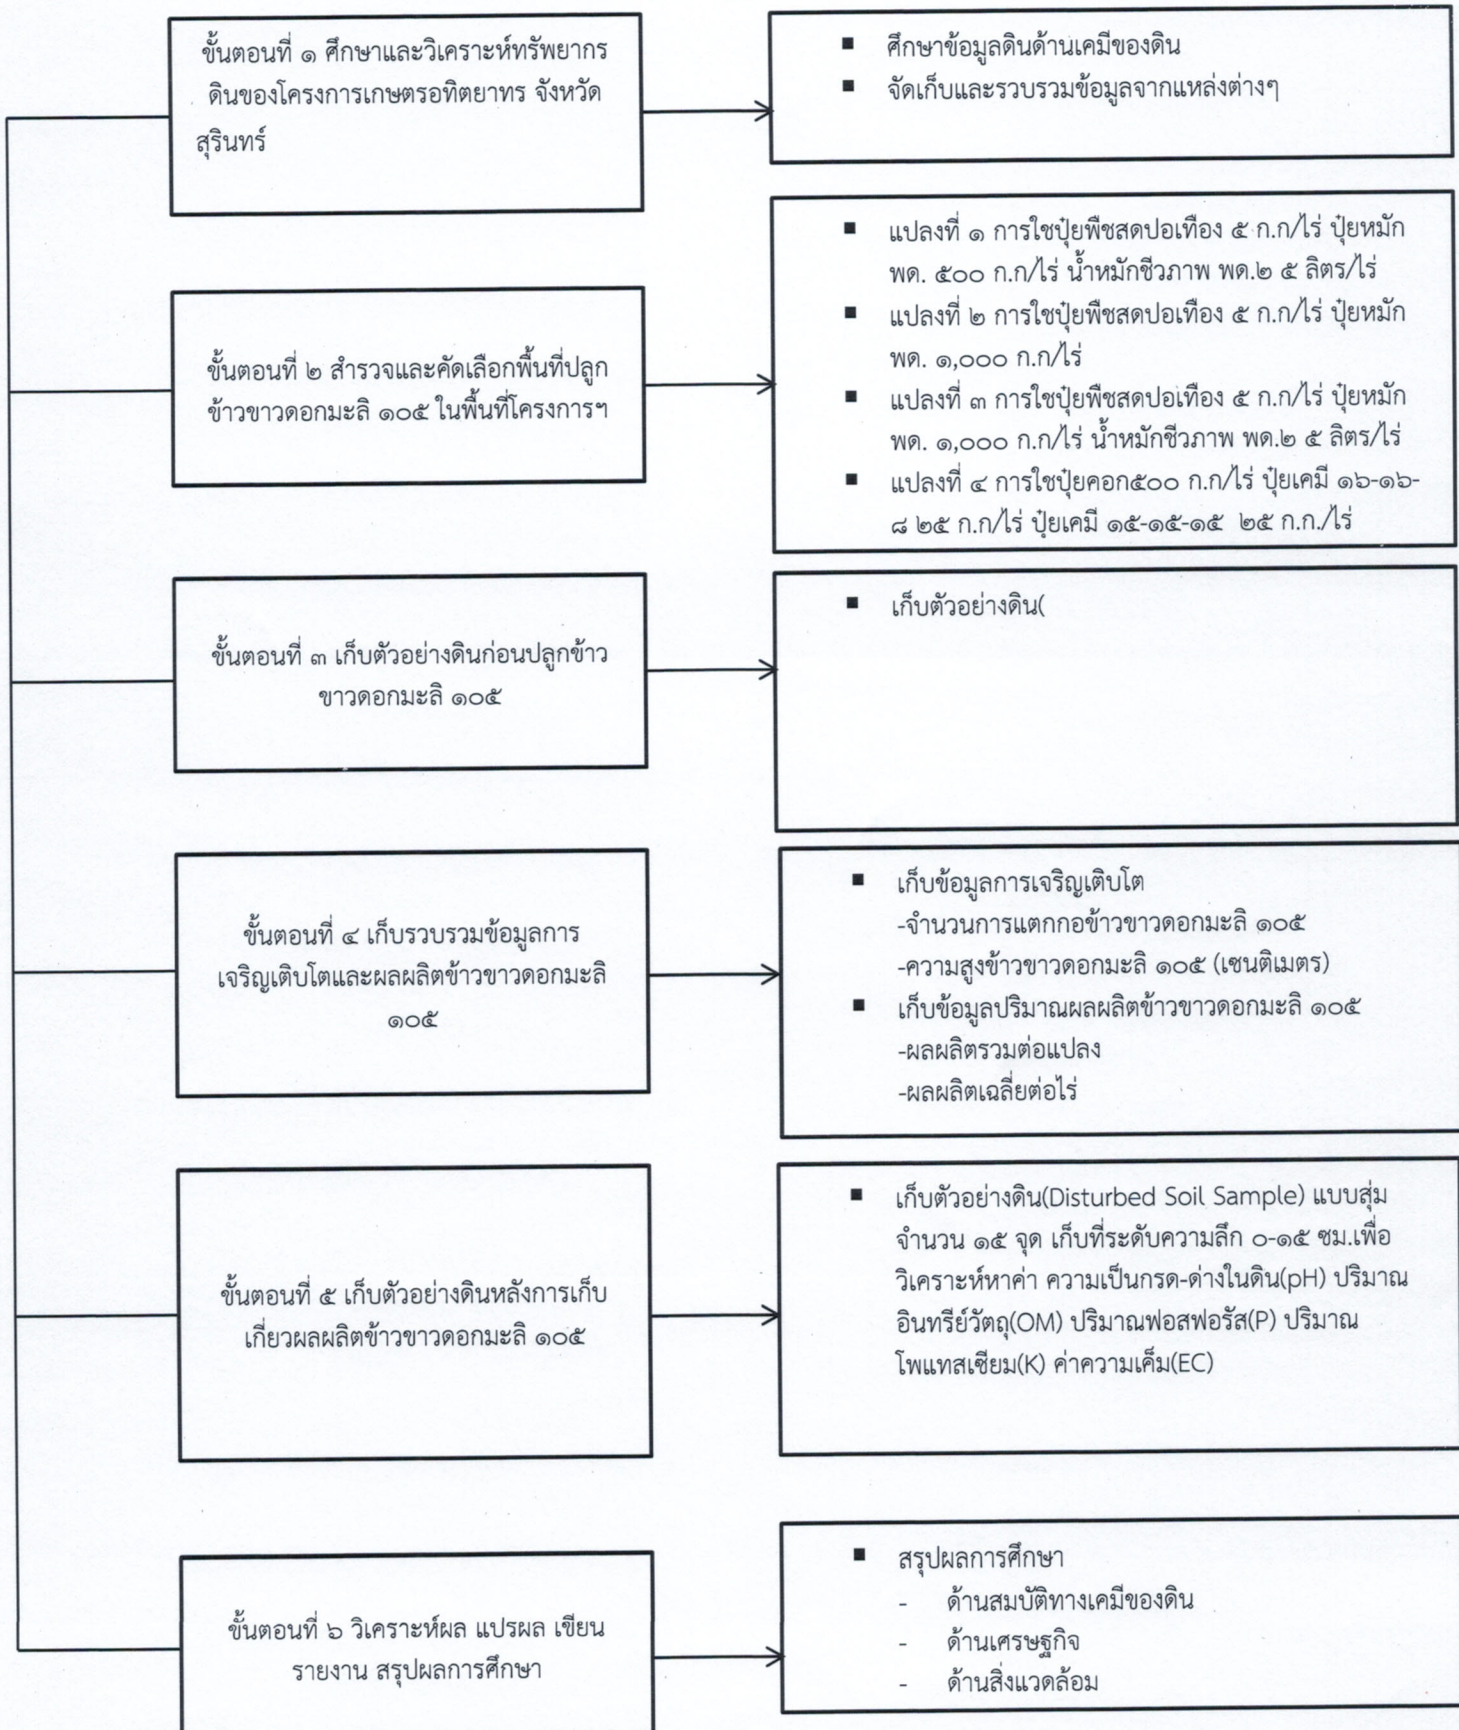 ขั้นตอนที่ ๑ ศึกษาและวิเคราะห์ทรัพยากร
ดินของโครงการเกษตรอทิตยาทร จังหวัด
สุรินทร์
■ ศึกษาข้อมูลดินด้านเคมีของดิน
■ จัดเก็บและรวบรวมข้อมูลจากแหล่งต่างๆ
ขั้นตอนที่ ๒ สำรวจและคัดเลือกพื้นที่ปลูก
ข้าวขาวดอกมะลิ ๑๐๕ ในพื้นที่โครงการฯ
■ แปลงที่ ๑ การใชปุ๋ยพืชสดปอเทือง ๕ ก.ก/ไร่ ปุ๋ยหมัก
พด. ๕๐๐ ก.ก/ไร่ น้ำหมักชีวภาพ พด.๒ ๕ ลิตร/ไร่
■ แปลงที่ ๒ การใชปุ๋ยพืชสดปอเทือง ๕ ก.ก/ไร่ ปุ๋ยหมัก
พด. ๑,๐๐๐ ก.ก/ไร่
■ แปลงที่ ๓ การใชปุ๋ยพืชสดปอเทือง ๕ ก.ก/ไร่ ปุ๋ยหมัก
พด. ๑,๐๐๐ ก.ก/ไร่ น้ำหมักชีวภาพ พด.๒ ๕ ลิตร/ไร่
■ แปลงที่ ๔ การใชปุ๋ยคอก๕๐๐ ก.ก/ไร่ ปุ๋ยเคมี ๑๖-๑๖-
๘ ๒๕ ก.ก/ไร่ ปุ๋ยเคมี ๑๕-๑๕-๑๕ ๒๕ ก.ก./ไร่
ขั้นตอนที่ ๓ เก็บตัวอย่างดินก่อนปลูกข้าว
ขาวดอกมะลิ ๑๐๕
■ เก็บตัวอย่างดิน(
ขั้นตอนที่ ๔ เก็บรวบรวมข้อมูลการ
เจริญเติบโตและผลผลิตข้าวขาวดอกมะลิ
๑๐๕
■ เก็บข้อมูลการเจริญเติบโต
-จำนวนการแตกกอข้าวขาวดอกมะลิ ๑๐๕
-ความสูงข้าวขาวดอกมะลิ ๑๐๕ (เซนติเมตร)
■ เก็บข้อมูลปริมาณผลผลิตข้าวขาวดอกมะลิ ๑๐๕
-ผลผลิตรวมต่อแปลง
-ผลผลิตเฉลี่ยต่อไร่
ขั้นตอนที่ ๕ เก็บตัวอย่างดินหลังการเก็บ
เกี่ยวผลผลิตข้าวขาวดอกมะลิ ๑๐๕
■ เก็บตัวอย่างดิน(Disturbed Soil Sample) แบบสุ่ม
จำนวน ๑๕ จุด เก็บที่ระดับความลึก ๐-๑๕ ซม.เพื่อ
วิเคราะห์หาค่า ความเป็นกรด-ด่างในดิน(pH) ปริมาณ
อินทรีย์วัตถุ(OM) ปริมาณฟอสฟอรัส(P) ปริมาณ
โพแทสเซียม(K) ค่าความเค็ม(EC)
ขั้นตอนที่ ๖ วิเคราะห์ผล แปรผล เขียน
รายงาน สรุปผลการศึกษา
■ สรุปผลการศึกษา
- ด้านสมบัติทางเคมีของดิน
- ด้านเศรษฐกิจ
- ด้านสิ่งแวดล้อม